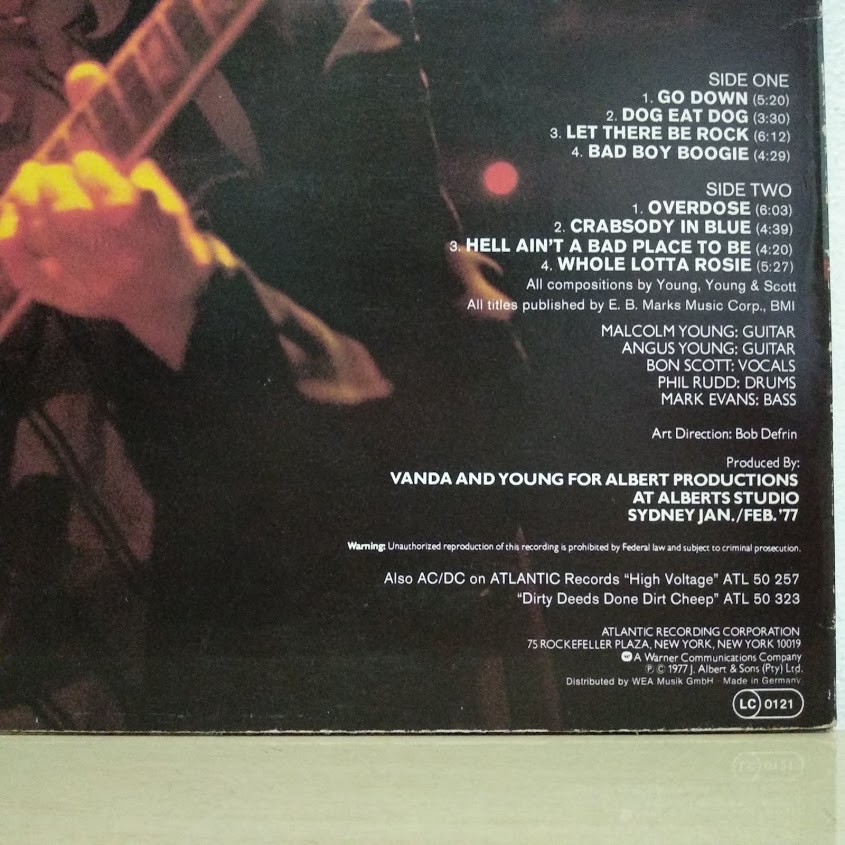 SIDE ONE
1. GO DOWN (5:20)
2. DOG EAT DOG (3:30)
3. LET THERE BE ROCK (6:12)
4. BAD BOY BOOGIE (4:29)
SIDE TWO
1. OVERDOSE (6:03)
2. CRABSODY IN BLUE (4:39)
3. HELL AIN'T A BAD PLACE TO BE (4:20)
4. WHOLE LOTTA ROSIE (5:27)
All compositions by Young, Young & Scott
All titles published by E. B. Marks Music Corp., BMI
MALCOLM YOUNG: GUITAR
ANGUS YOUNG: GUITAR
BON SCOTT: VOCALS
PHIL RUDD: DRUMS
MARK EVANS: BASS
Art Direction: Bob Defrin
Produced By:
VANDA AND YOUNG FOR ALBERT PRODUCTIONS
AT ALBERTS STUDIO
SYDNEY JAN./FEB. '77
Warning: Unauthorized reproduction of this recording is prohibited by Federal law and subject to criminal prosecution.
Also AC/DC on ATLANTIC Records "High Voltage" ATL 50 257
"Dirty Deeds Done Dirt Cheep" ATL 50 323
ATLANTIC RECORDING CORPORATION
75 ROCKEFELLER PLAZA, NEW YORK, NEW YORK 10019
A Warner Communications Company
℗ © 1977 J. Albert & Sons (Pty) Ltd.
Distributed by WEA Musik GmbH · Made in Germany
LC 0121